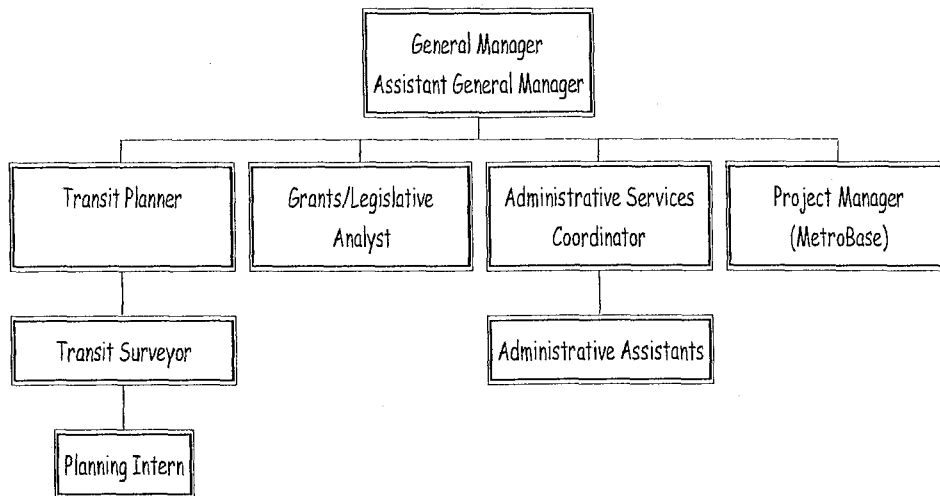 General Manager
Assistant General Manager
Transit Planner
Grants/Legislative
Analyst
Administrative Services
Coordinator
Project Manager
(MetroBase)
Transit Surveyor
Administrative Assistants
Planning Intern